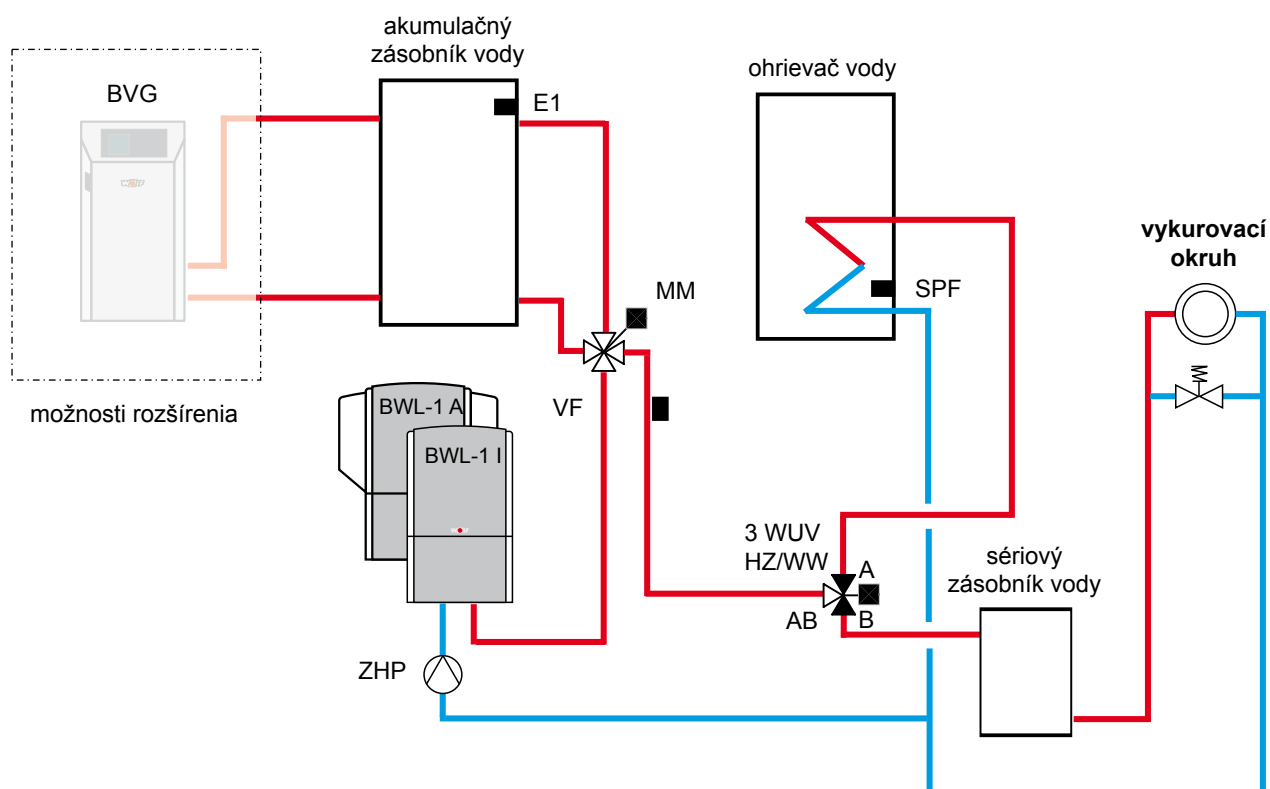 akumulačný
zásobník vody
ohrievač vody
BVG
E1
vykurovací
okruh
MM
SPF
možnosti rozšírenia
VF
BWL-1 A
BWL-1 I
3 WUV
HZ/WW
A
AB
B
sériový
zásobník vody
ZHP